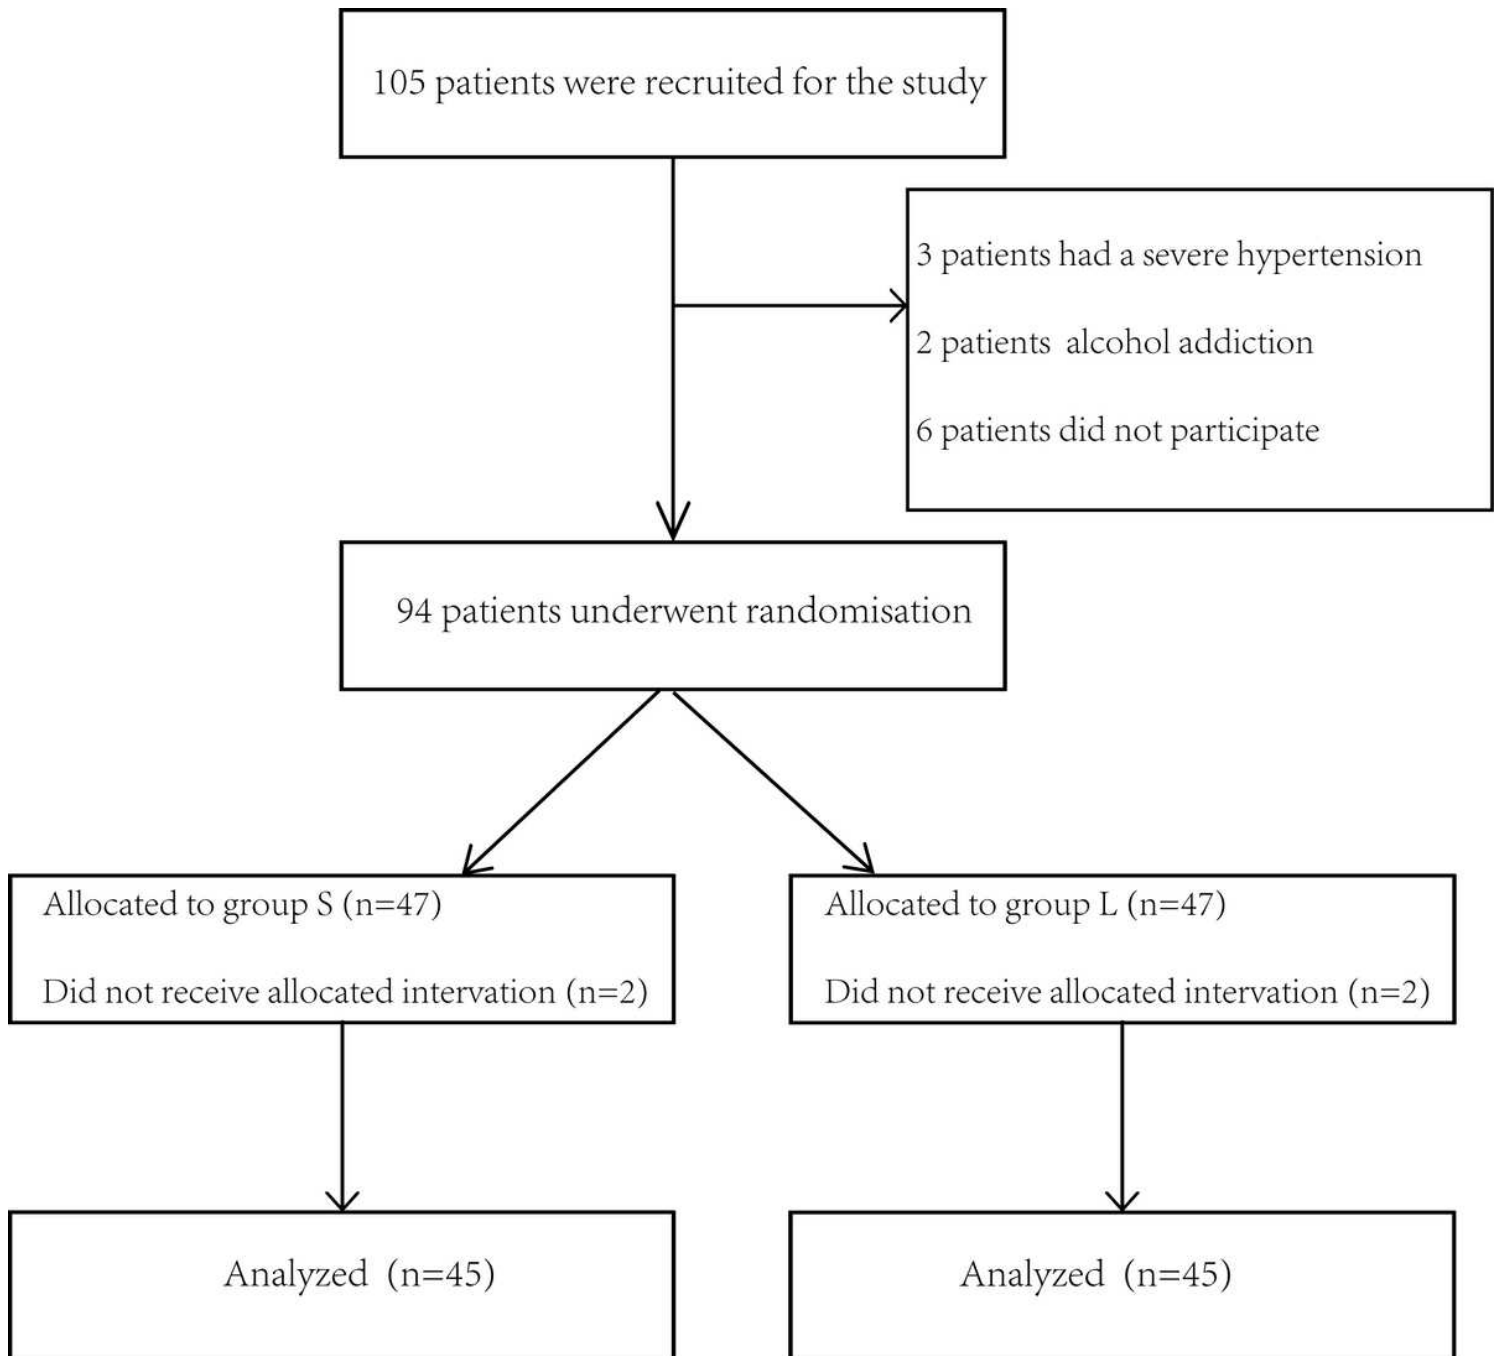 105 patients were recruited for the study
3 patients had a severe hypertension
2 patients alcohol addiction
6 patients did not participate
94 patients underwent randomisation
Allocated to group S (n=47)
Did not receive allocated intervation (n=2)
Allocated to group L (n=47)
Did not receive allocated intervation (n=2)
Analyzed (n=45)
Analyzed (n=45)